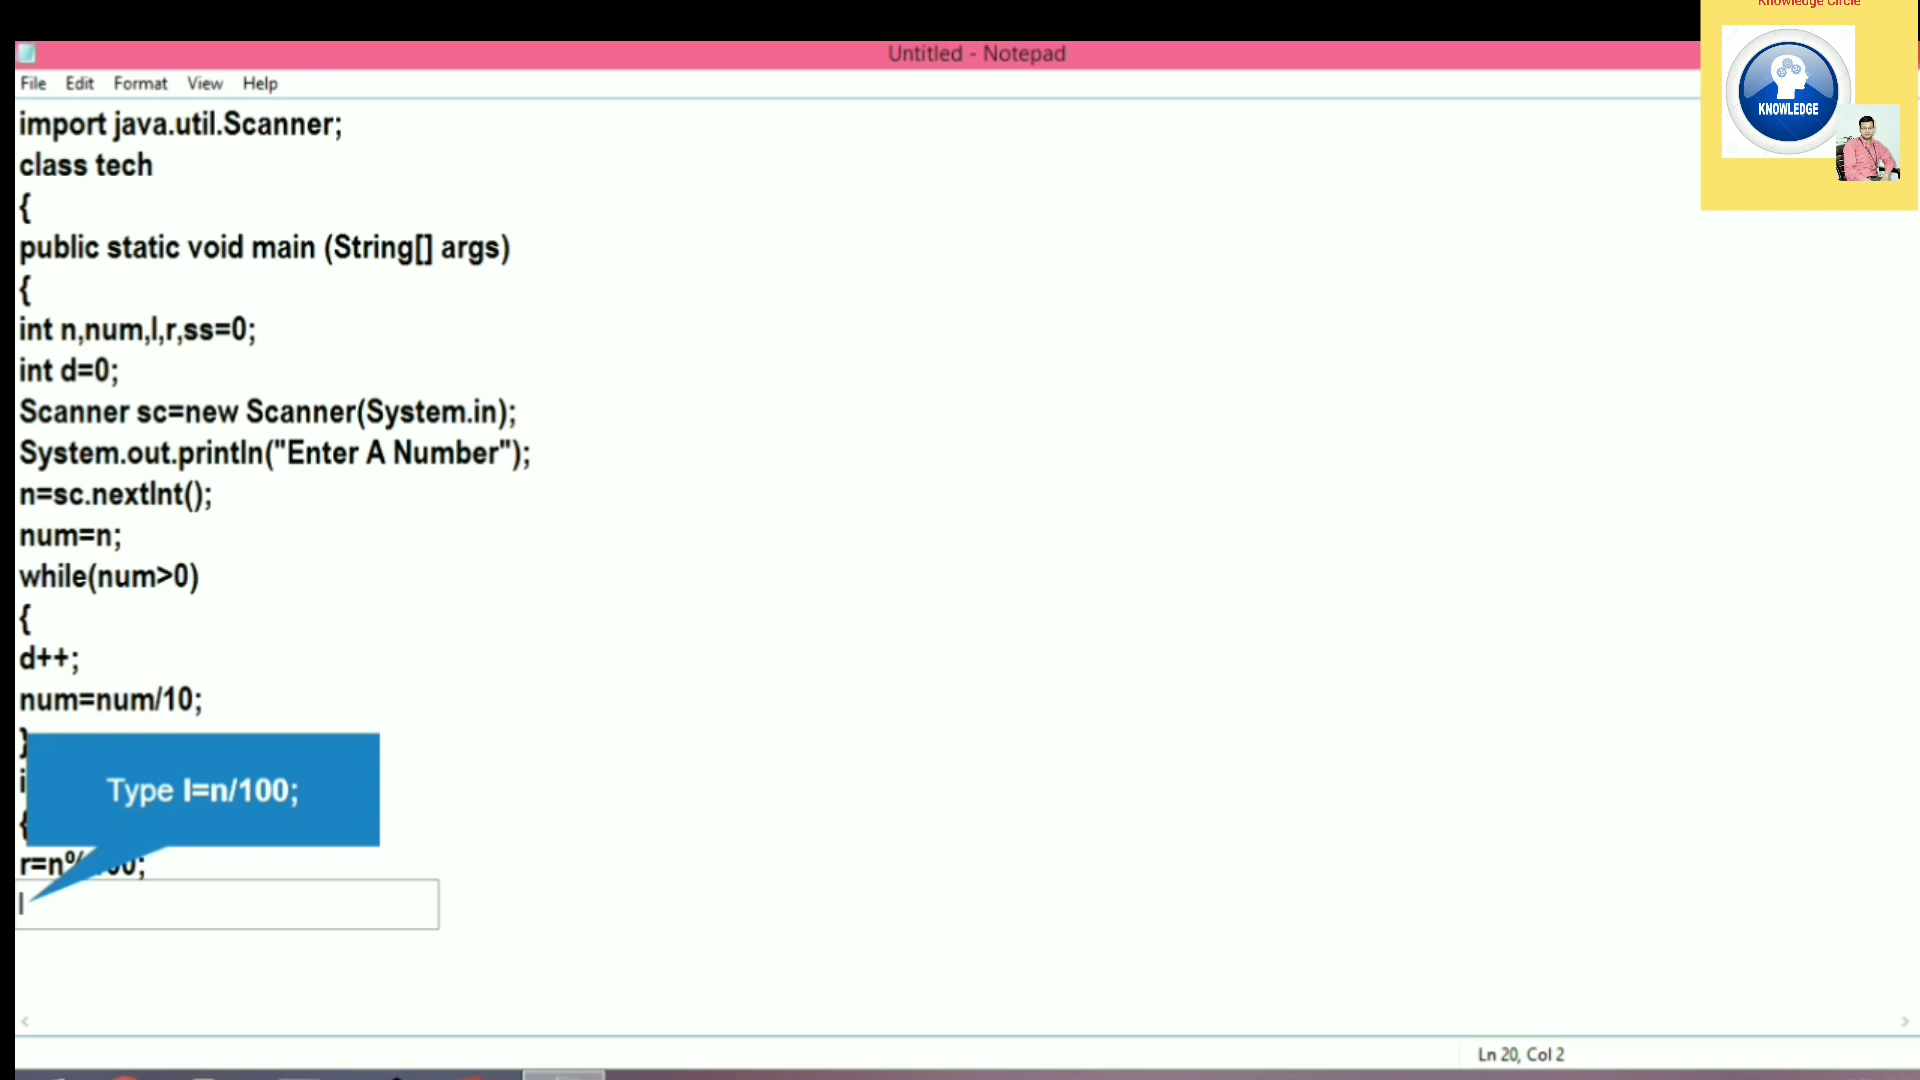 Knowledge Circle
Untitled - Notepad
File Edit Format View Help
KNOWLEDGE
import java.util.Scanner;
class tech
{
public static void main (String[] args)
{
int n,num,l,r,ss=0;
int d=0;
Scanner sc=new Scanner(System.in);
System.out.println("Enter A Number");
n=sc.nextInt();
num=n;
while(num>0)
{
d++;
num=num/10;
}
i
{
Type l=n/100;
l
Ln 20, Col 2